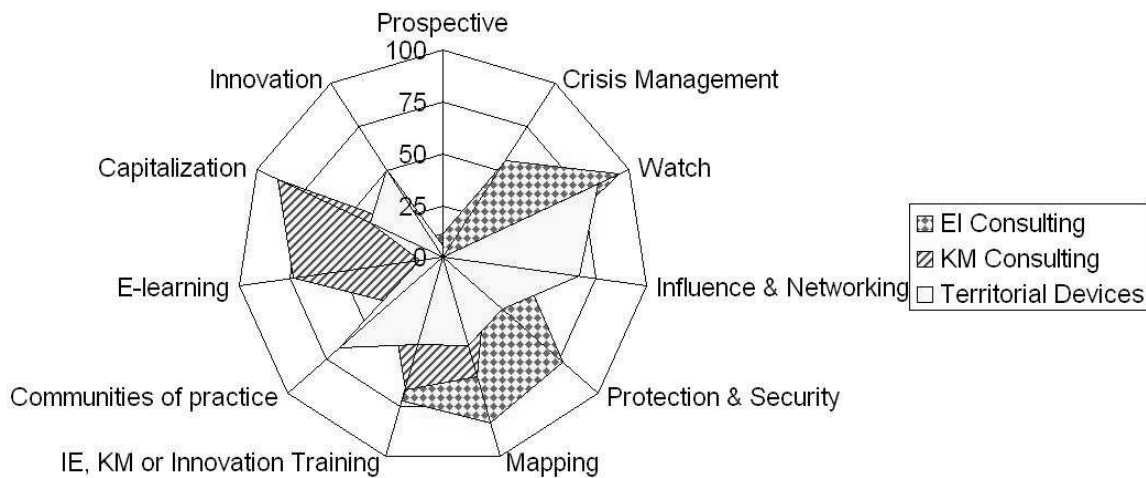 Prospective
100
Innovation
Crisis Management
75
Capitalization
50
Watch
25
EI Consulting
0
KM Consulting
E-learning
Influence & Networking
Territorial Devices
Communities of practice
Protection & Security
IE, KM or Innovation Training
Mapping